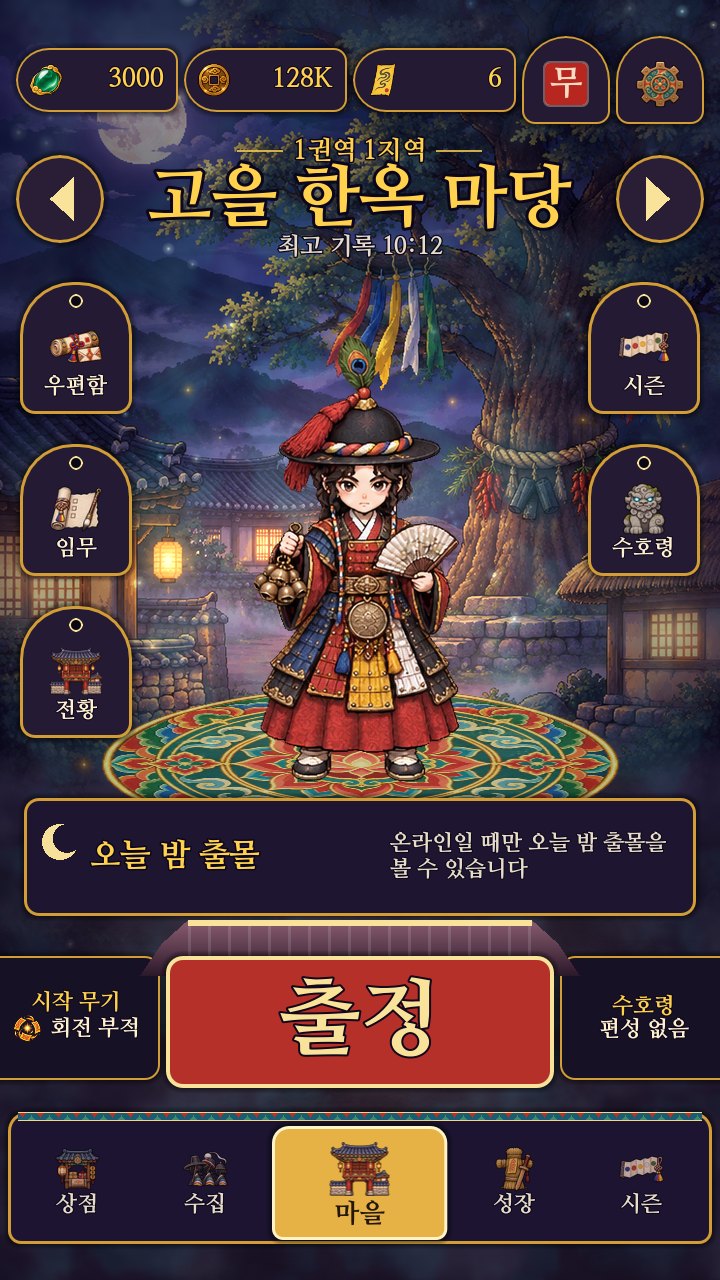 3000
128K
6
무
1권역 1지역
고을 한옥 마당
최고 기록 10:12
우편함
시즌
임무
수호령
전황
오늘 밤 출몰
온라인일 때만 오늘 밤 출몰을
볼 수 있습니다
시작 무기
회전 부적
출정
수호령
편성 없음
상점
수집
마을
성장
시즌